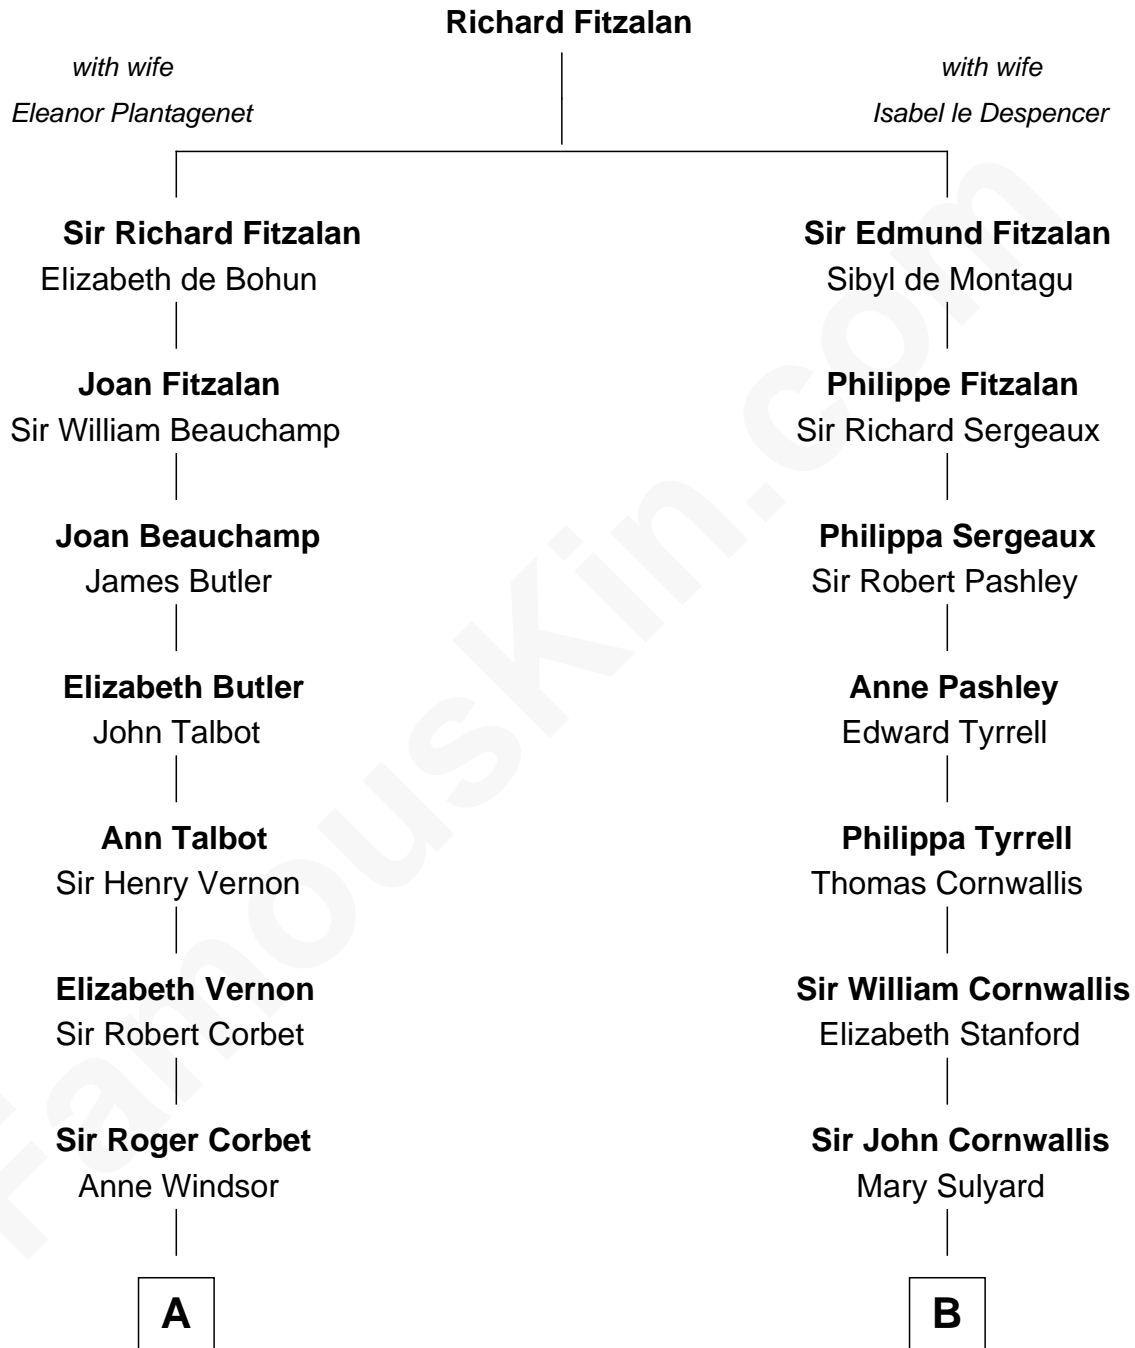 Richard Fitzalan
with wife
Eleanor Plantagenet
with wife
Isabel le Despencer
Sir Richard Fitzalan
Elizabeth de Bohun
Sir Edmund Fitzalan
Sibyl de Montagu
Joan Fitzalan
Sir William Beauchamp
Philippe Fitzalan
Sir Richard Sergeaux
Joan Beauchamp
James Butler
Philippa Sergeaux
Sir Robert Pashley
Elizabeth Butler
John Talbot
Anne Pashley
Edward Tyrrell
Ann Talbot
Sir Henry Vernon
Philippa Tyrrell
Thomas Cornwallis
Elizabeth Vernon
Sir Robert Corbet
Sir William Cornwallis
Elizabeth Stanford
Sir Roger Corbet
Anne Windsor
Sir John Cornwallis
Mary Sulyard
A
B
FamousKin.com